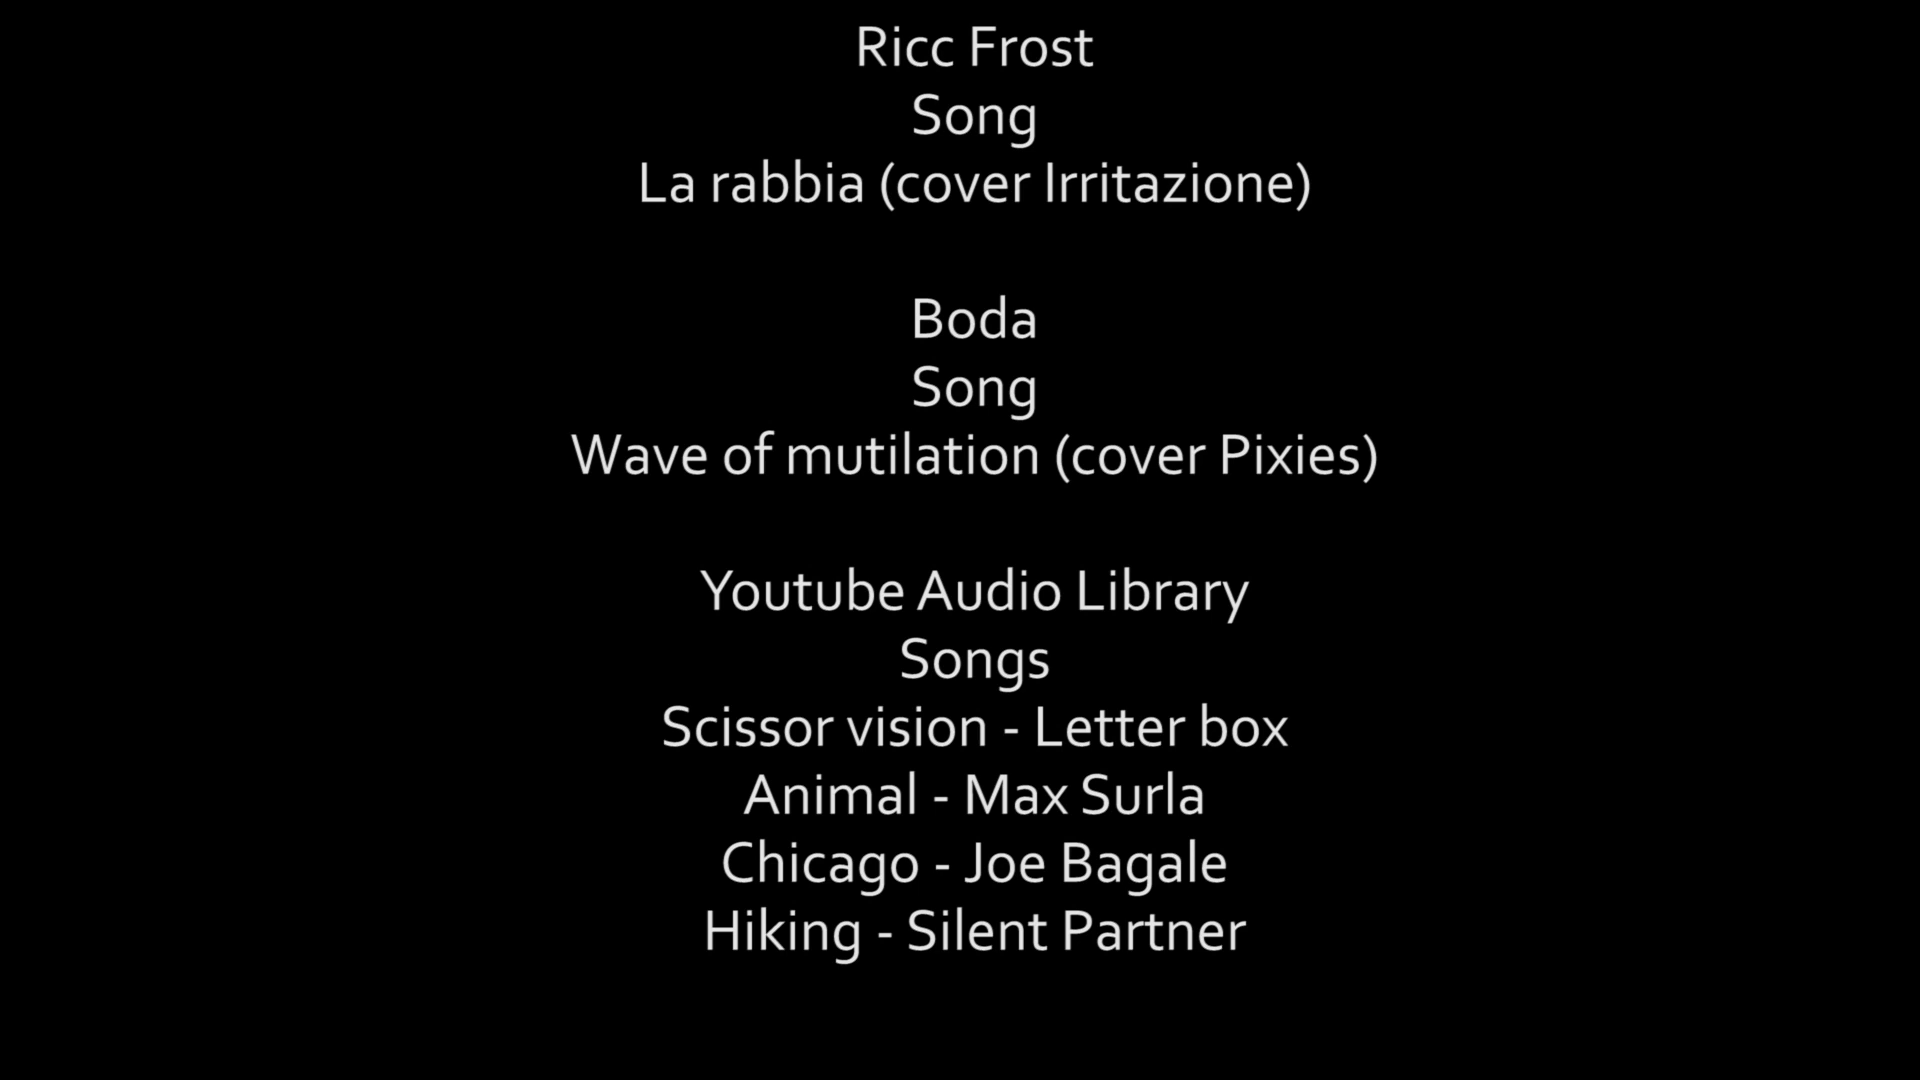 Ricc Frost
Song
La rabbia (cover Irritazione)
Boda
Song
Wave of mutilation (cover Pixies)
Youtube Audio Library
Songs
Scissor vision - Letter box
Animal - Max Surla
Chicago - Joe Bagale
Hiking - Silent Partner